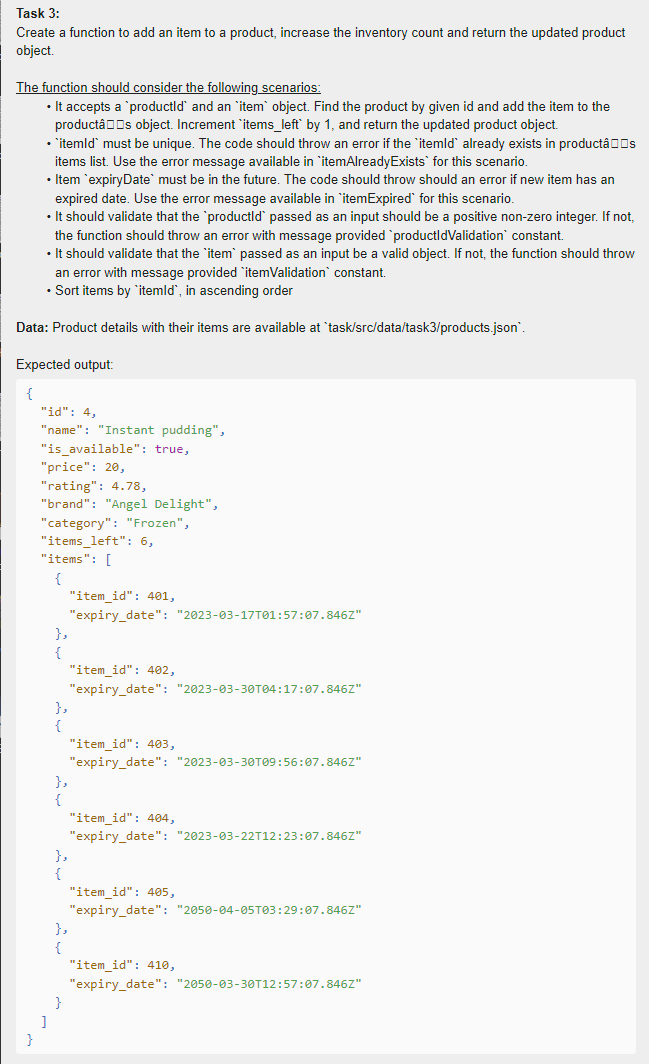 Task 3:
Create a function to add an item to a product, increase the inventory count and return the updated product
object.
The function should consider the following scenarios:
• It accepts a `productId` and an `item` object. Find the product by given id and add the item to the
productâ□□s object. Increment `items_left` by 1, and return the updated product object.
• `itemId` must be unique. The code should throw an error if the `itemId` already exists in productâ□□s
items list. Use the error message available in `itemAlreadyExists` for this scenario.
• Item `expiryDate` must be in the future. The code should throw should an error if new item has an
expired date. Use the error message available in `itemExpired` for this scenario.
• It should validate that the `productId` passed as an input should be a positive non-zero integer. If not,
the function should throw an error with message provided `productIdValidation` constant.
• It should validate that the `item` passed as an input be a valid object. If not, the function should throw
an error with message provided `itemValidation` constant.
• Sort items by `itemId`, in ascending order
Data: Product details with their items are available at `task/src/data/task3/products.json`.
Expected output:
{
"id": 4,
"name": "Instant pudding",
"is_available": true,
"price": 20,
"rating": 4.78,
"brand": "Angel Delight",
"category": "Frozen",
"items_left": 6,
"items": [
{
"item_id": 401,
"expiry_date": "2023-03-17T01:57:07.846Z"
},
{
"item_id": 402,
"expiry_date": "2023-03-30T04:17:07.846Z"
},
{
"item_id": 403,
"expiry_date": "2023-03-30T09:56:07.846Z"
},
{
"item_id": 404,
"expiry_date": "2023-03-22T12:23:07.846Z"
},
{
"item_id": 405,
"expiry_date": "2050-04-05T03:29:07.846Z"
},
{
"item_id": 410,
"expiry_date": "2050-03-30T12:57:07.846Z"
}
]
}